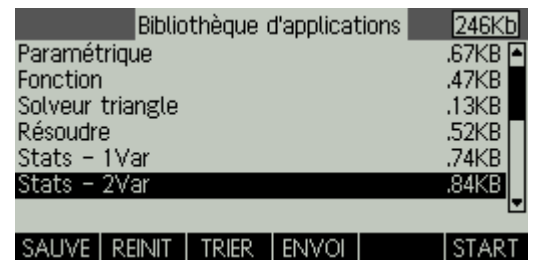 Bibliothèque d'applications 246Kb
Paramétrique .67KB
Fonction .47KB
Solveur triangle .13KB
Résoudre .52KB
Stats - 1Var .74KB
Stats - 2Var .84KB
SAUVE REINIT TRIER ENVOI START